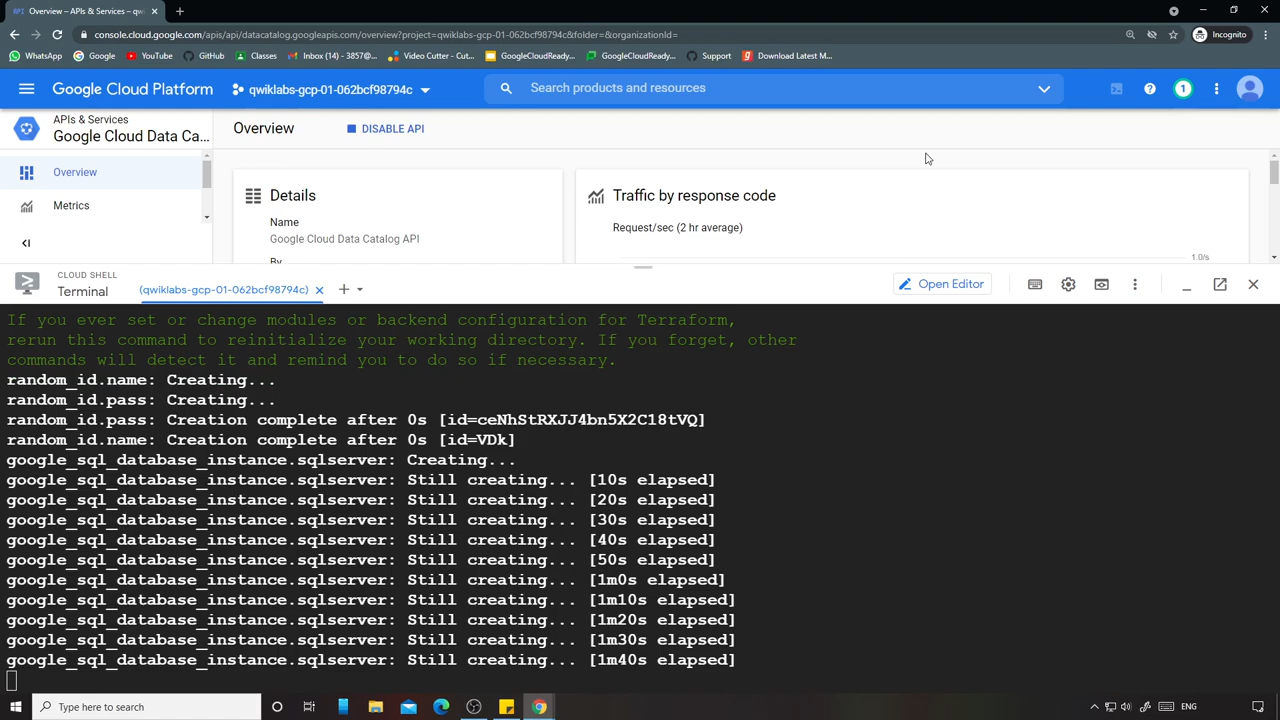 Overview – APIs & Services – qwi
console.cloud.google.com/apis/api/datacatalog.googleapis.com/overview?project=qwiklabs-gcp-01-062bcf98794c&folder=&organizationId=
Incognito
WhatsApp Google YouTube GitHub Classes Inbox (14) - 3857@... Video Cutter - Cut... GoogleCloudReady... GoogleCloudReady... Support Download Latest M...
Google Cloud Platform qwiklabs-gcp-01-062bcf98794c Search products and resources 1
APIs & Services
Google Cloud Data Ca...
Overview DISABLE API
Overview
Metrics
Details
Name
Google Cloud Data Catalog API
By
Traffic by response code
Request/sec (2 hr average)
1.0/s
CLOUD SHELL
Terminal (qwiklabs-gcp-01-062bcf98794c) Open Editor
If you ever set or change modules or backend configuration for Terraform,
rerun this command to reinitialize your working directory. If you forget, other
commands will detect it and remind you to do so if necessary.
random_id.name: Creating...
random_id.pass: Creating...
random_id.pass: Creation complete after 0s [id=ceNhStRXJJ4bn5X2C18tVQ]
random_id.name: Creation complete after 0s [id=VDk]
google_sql_database_instance.sqlserver: Creating...
google_sql_database_instance.sqlserver: Still creating... [10s elapsed]
google_sql_database_instance.sqlserver: Still creating... [20s elapsed]
google_sql_database_instance.sqlserver: Still creating... [30s elapsed]
google_sql_database_instance.sqlserver: Still creating... [40s elapsed]
google_sql_database_instance.sqlserver: Still creating... [50s elapsed]
google_sql_database_instance.sqlserver: Still creating... [1m0s elapsed]
google_sql_database_instance.sqlserver: Still creating... [1m10s elapsed]
google_sql_database_instance.sqlserver: Still creating... [1m20s elapsed]
google_sql_database_instance.sqlserver: Still creating... [1m30s elapsed]
google_sql_database_instance.sqlserver: Still creating... [1m40s elapsed]
Type here to search ENG